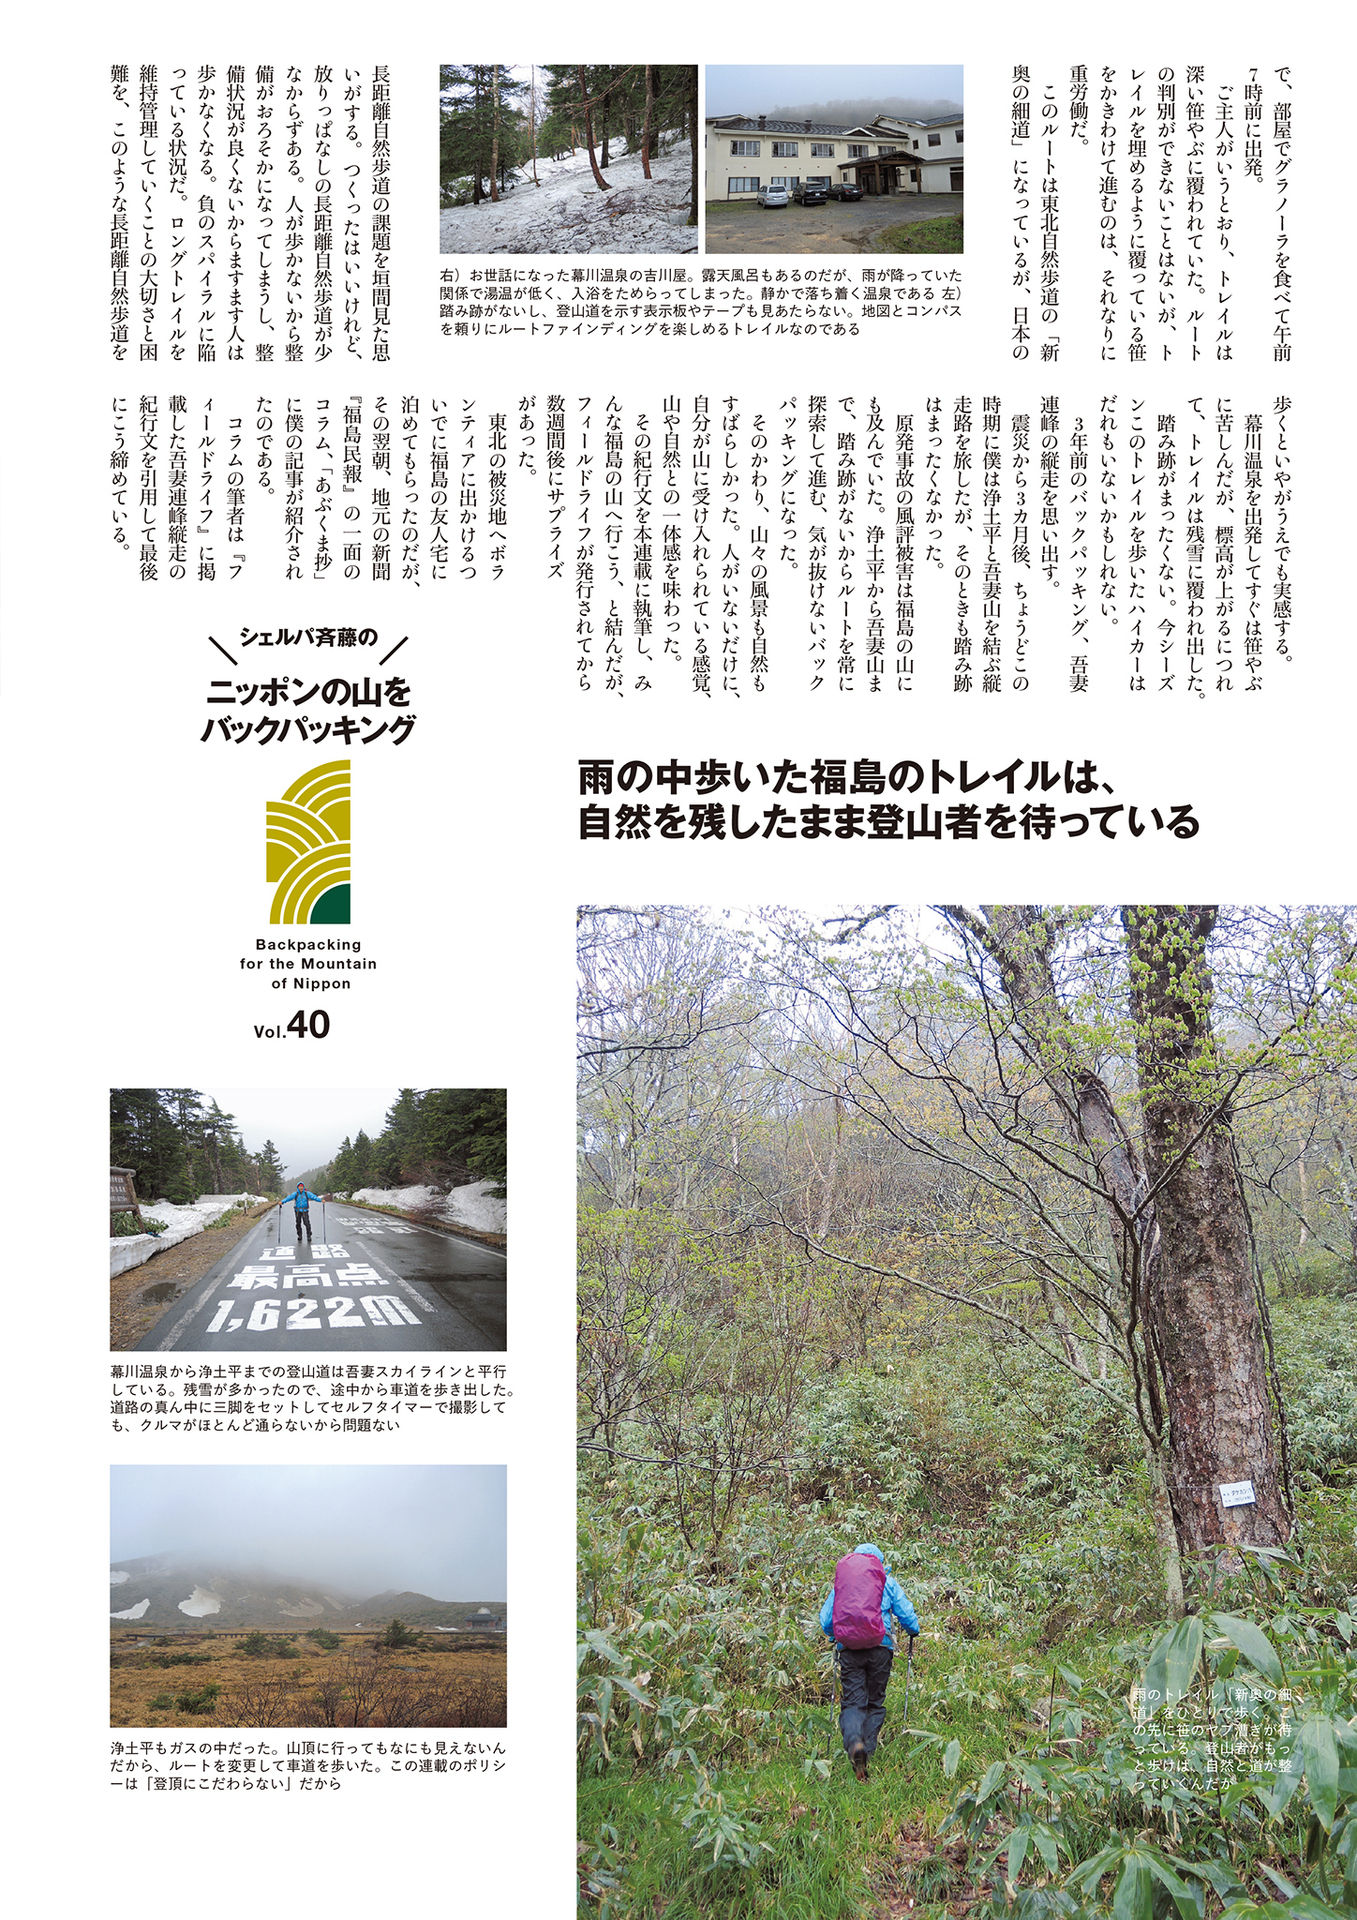 で、部屋でグラノーラを食べて午前
7時前に出発。
ご主人がいうとおり、トレイルは
深い笹やぶに覆われていた。ルート
の判別ができないことはないが、ト
レイルを埋めるように覆っている笹
をかきわけて進むのは、それなりに
重労働だ。
このルートは東北自然歩道の「新
奥の細道」になっているが、日本の
長距離自然歩道の課題を垣間見た思
いがする。つくったはいいけれど、
放りっぱなしの長距離自然歩道が少
なからずある。人が歩かないから整
備がおろそかになってしまうし、整
備状況が良くないからますます人は
歩かなくなる。負のスパイラルに陥
っている状況だ。ロングトレイルを
維持管理していくことの大切さと困
難を、このような長距離自然歩道を
右）お世話になった幕川温泉の吉川屋。露天風呂もあるのだが、雨が降っていた
関係で湯温が低く、入浴をためらってしまった。静かで落ち着く温泉である 左）
踏み跡がないし、登山道を示す表示板やテープも見あたらない。地図とコンパス
を頼りにルートファインディングを楽しめるトレイルなのである
歩くといやがうえでも実感する。
幕川温泉を出発してすぐは笹やぶ
に苦しんだが、標高が上がるにつれ
て、トレイルは残雪に覆われ出した。
踏み跡がまったくない。今シーズ
ンこのトレイルを歩いたハイカーは
だれもいないかもしれない。
3年前のバックパッキング、吾妻
連峰の縦走を思い出す。
震災から3カ月後、ちょうどこの
時期に僕は浄土平と吾妻山を結ぶ縦
走路を旅したが、そのときも踏み跡
はまったくなかった。
原発事故の風評被害は福島の山に
も及んでいた。浄土平から吾妻山ま
で、踏み跡がないからルートを常に
探索して進む、気が抜けないバック
パッキングになった。
そのかわり、山々の風景も自然も
すばらしかった。人がいないだけに、
自分が山に受け入れられている感覚、
山や自然との一体感を味わった。
その紀行文を本連載に執筆し、み
んな福島の山へ行こう、と結んだが、
フィールドライフが発行されてから
数週間後にサプライズ
があった。
東北の被災地へボラ
ンティアに出かけるつ
いでに福島の友人宅に
泊めてもらったのだが、
その翌朝、地元の新聞
『福島民報』の一面の
コラム、「あぶくま抄」
に僕の記事が紹介され
たのである。
コラムの筆者は『フ
ィールドライフ』に掲
載した吾妻連峰縦走の
紀行文を引用して最後
にこう締めている。
シェルパ斉藤の
ニッポンの山を
バックパッキング
Backpacking
for the Mountain
of Nippon
Vol.40
雨の中歩いた福島のトレイルは、
自然を残したまま登山者を待っている
道路
最高点
1,622m
幕川温泉から浄土平までの登山道は吾妻スカイラインと平行
している。残雪が多かったので、途中から車道を歩き出した。
道路の真ん中に三脚をセットしてセルフタイマーで撮影して
も、クルマがほとんど通らないから問題ない
浄土平もガスの中だった。山頂に行ってもなにも見えないん
だから、ルートを変更して車道を歩いた。この連載のポリシ
ーは「登頂にこだわらない」だから
雨のトレイル「新奥の細
道」をひとりで歩く。こ
の先に笹のヤブ漕ぎが待
っている。登山者がもっ
と歩けば、自然と道が整
っていくんだが